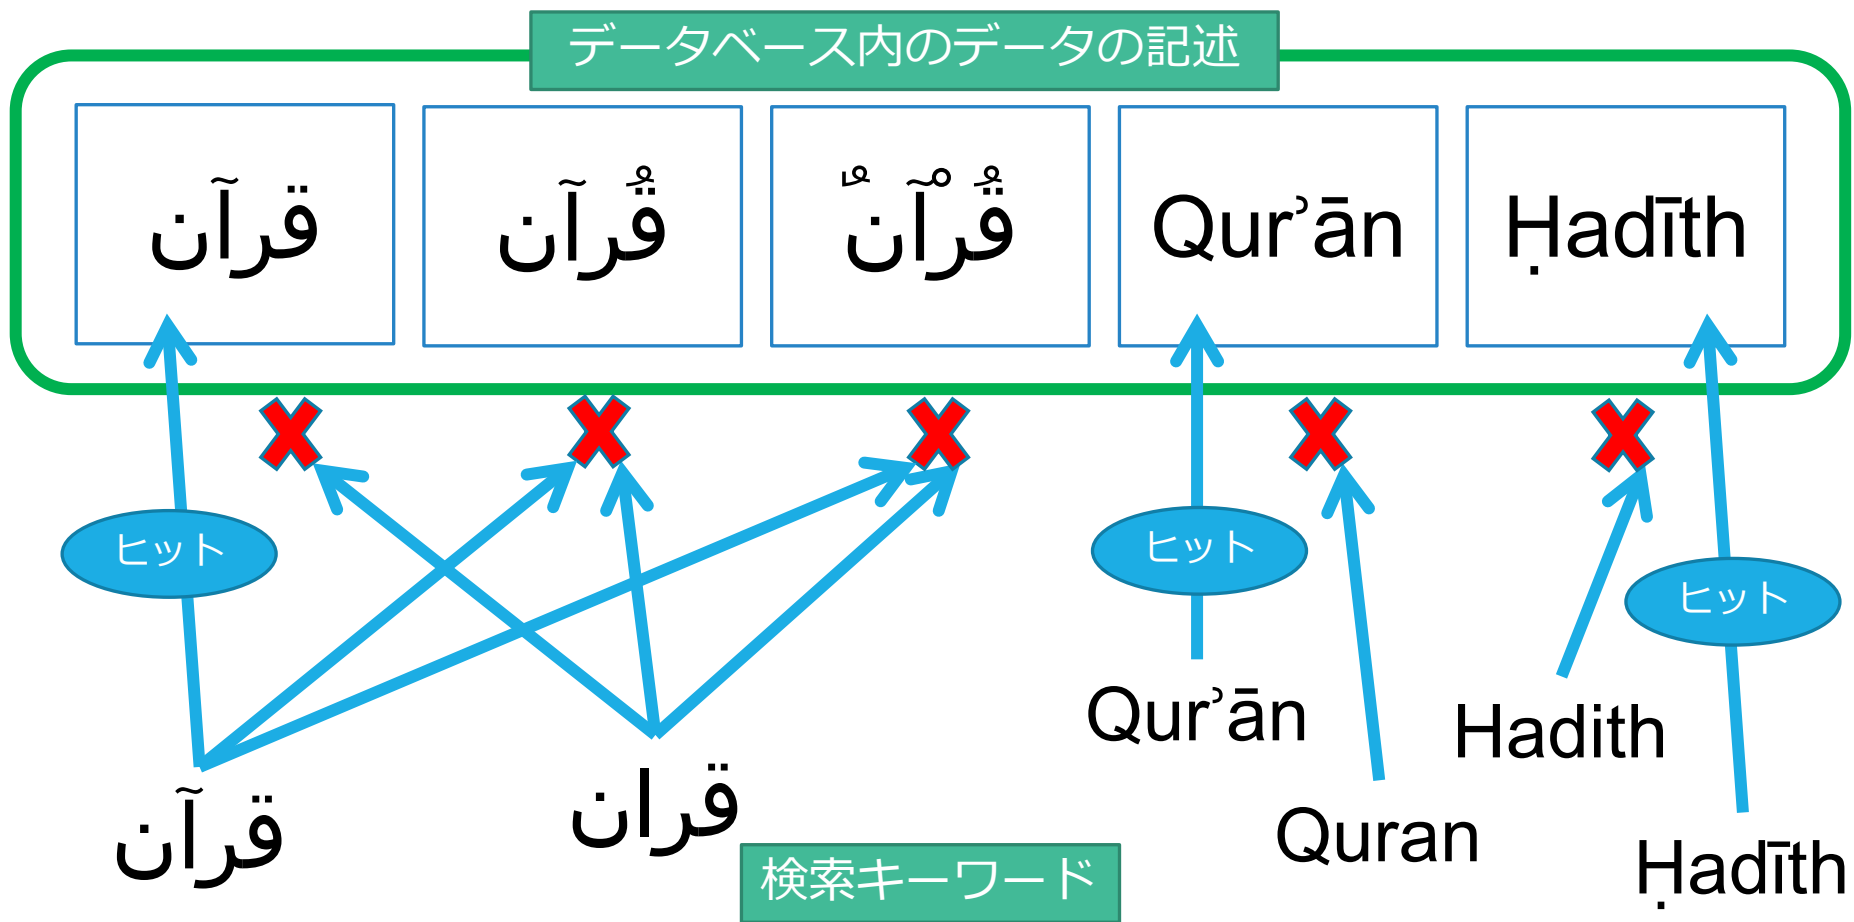 データベース内のデータの記述
قرآن
قُرآن
قُرْآنٌ
Qurʾān
Ḥadīth
ヒット
ヒット
ヒット
Qurʾān
Hadith
قرآن
قران
Quran
Ḥadīth
検索キーワード